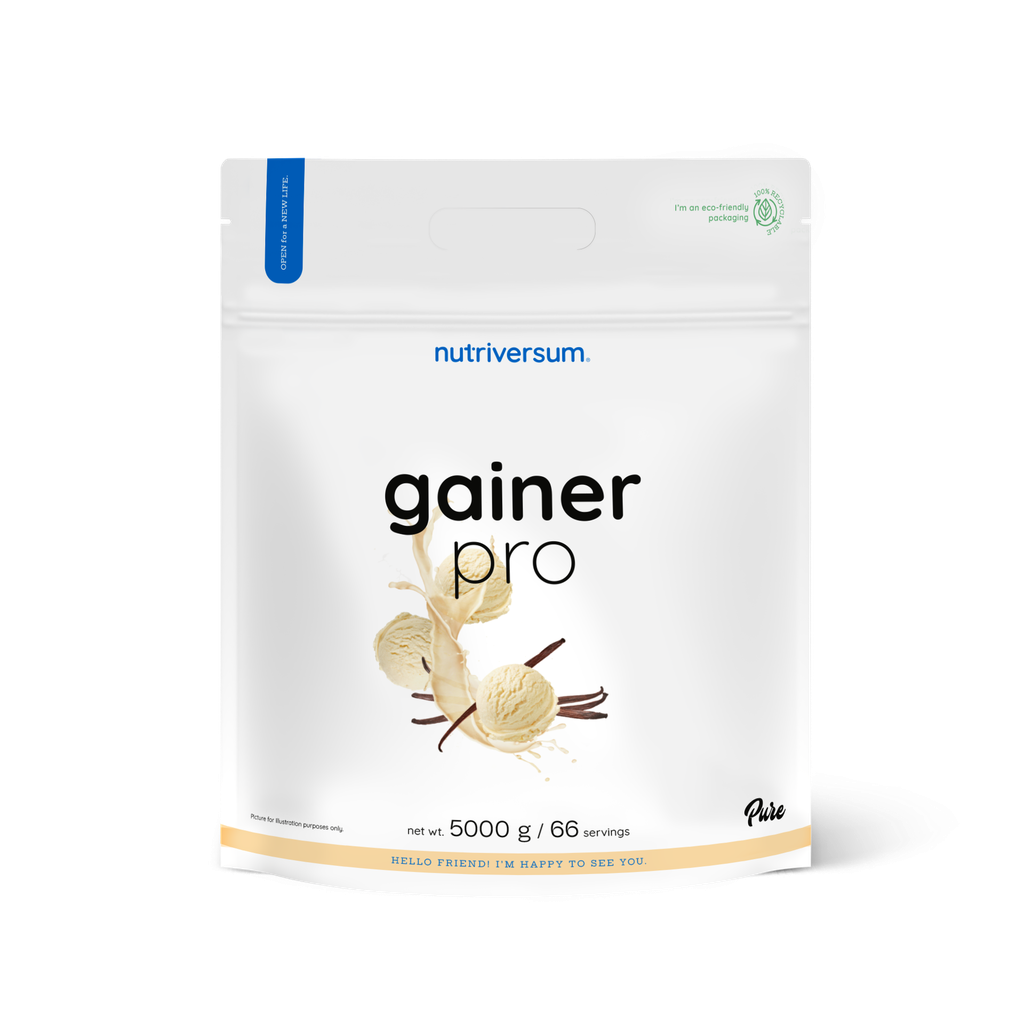 OPEN for a NEW LIFE.
I'm an eco-friendly
packaging
100% RECYCLABLE
nutriversum®
gainer
pro
Pure
Picture for illustration purposes only.
net wt. 5000 g / 66 servings
HELLO FRIEND! I'M HAPPY TO SEE YOU.